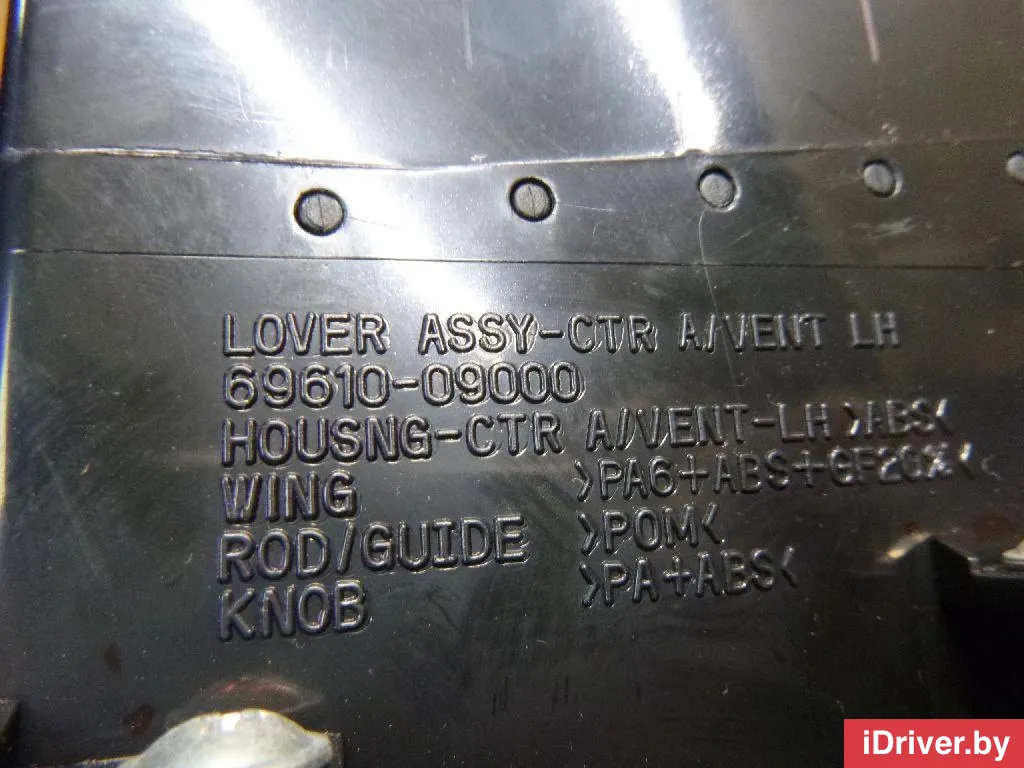 LOVER ASSY-CTR A/VENT LH
69610-09000
HOUSNG-CTR A/VENT-LH >ABS<
WING >PA6+ABS+GF20%<
ROD/GUIDE >POM<
KNOB >PA+ABS<
iDriver.by